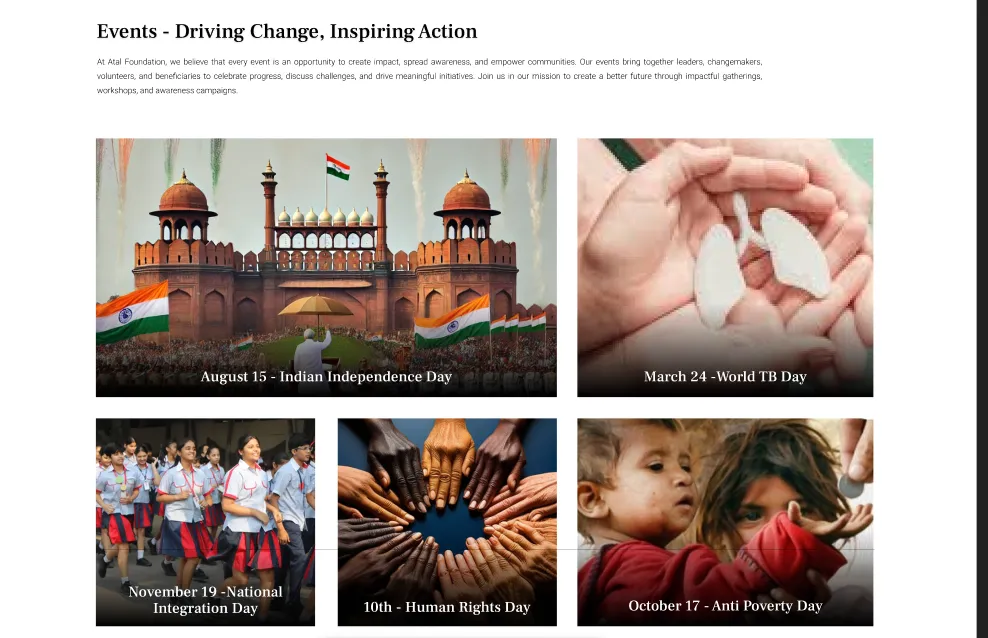 Events - Driving Change, Inspiring Action
At Atal Foundation, we believe that every event is an opportunity to create impact, spread awareness, and empower communities. Our events bring together leaders, changemakers,
volunteers, and beneficiaries to celebrate progress, discuss challenges, and drive meaningful initiatives. Join us in our mission to create a better future through impactful gatherings,
workshops, and awareness campaigns.
August 15 - Indian Independence Day
March 24 -World TB Day
November 19 -National
Integration Day
10th - Human Rights Day
October 17 - Anti Poverty Day